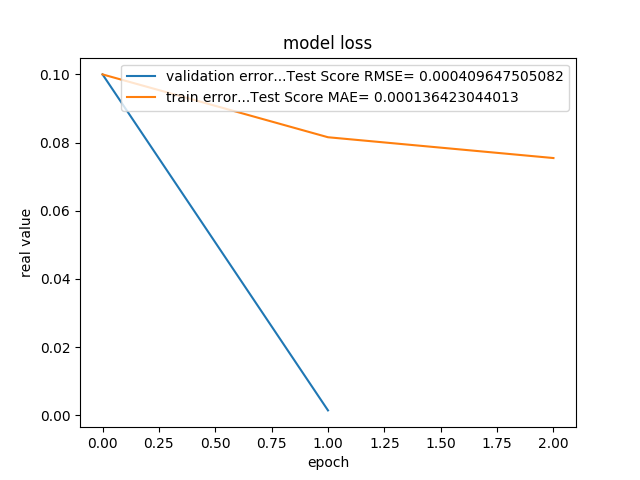 model loss
validation error...Test Score RMSE= 0.000409647505082
train error...Test Score MAE= 0.000136423044013
0.10
0.08
0.06
0.04
0.02
0.00
real value
0.00 0.25 0.50 0.75 1.00 1.25 1.50 1.75 2.00
epoch